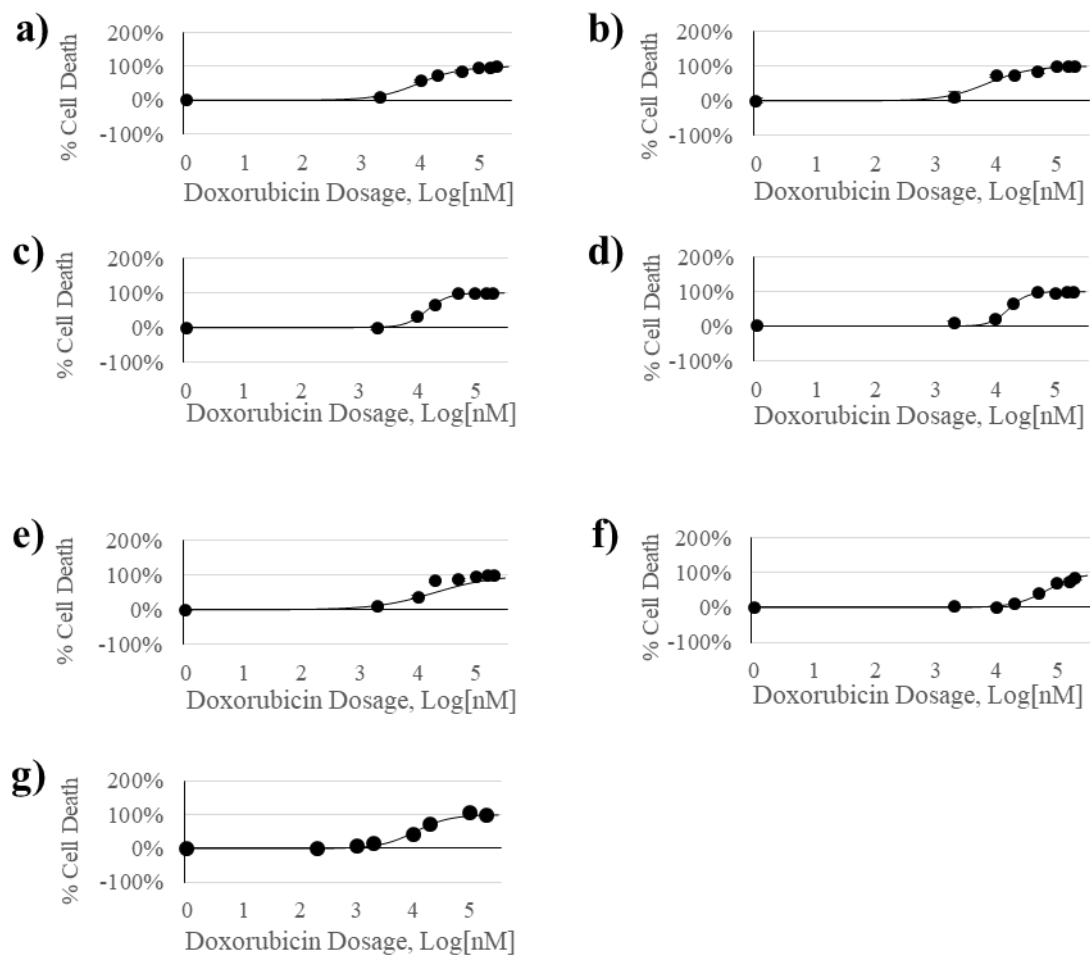 a)
200%
100%
0%
-100%
% Cell Death
0 1 2 3 4 5
Doxorubicin Dosage, Log[nM]
b)
200%
100%
0%
-100%
% Cell Death
0 1 2 3 4 5
Doxorubicin Dosage, Log[nM]
c)
200%
100%
0%
-100%
% Cell Death
0 1 2 3 4 5
Doxorubicin Dosage, Log[nM]
d)
200%
100%
0%
-100%
% Cell Death
0 1 2 3 4 5
Doxorubicin Dosage, Log[nM]
e)
200%
100%
0%
-100%
% Cell Death
0 1 2 3 4 5
Doxorubicin Dosage, Log[nM]
f)
200%
100%
0%
-100%
% Cell Death
0 1 2 3 4 5
Doxorubicin Dosage, Log[nM]
g)
200%
100%
0%
-100%
% Cell Death
0 1 2 3 4 5
Doxorubicin Dosage, Log[nM]